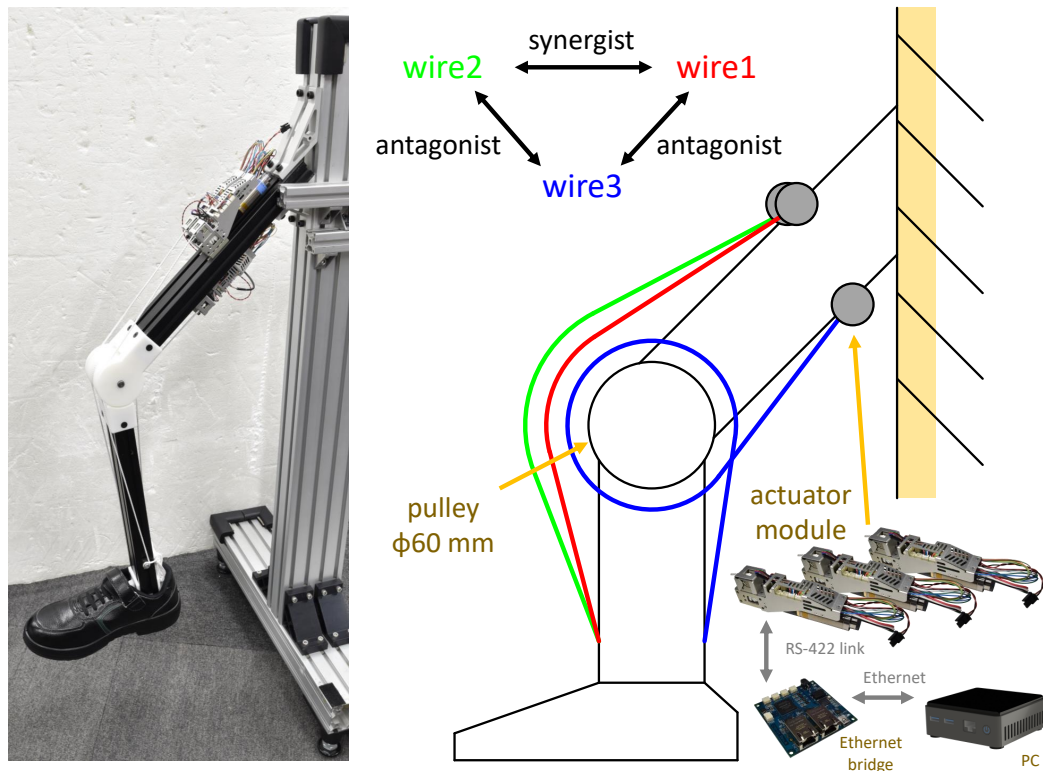 synergist
wire2
wire1
antagonist
antagonist
wire3
pulley
ϕ60 mm
actuator
module
RS-422 link
Ethernet
Ethernet
bridge
PC